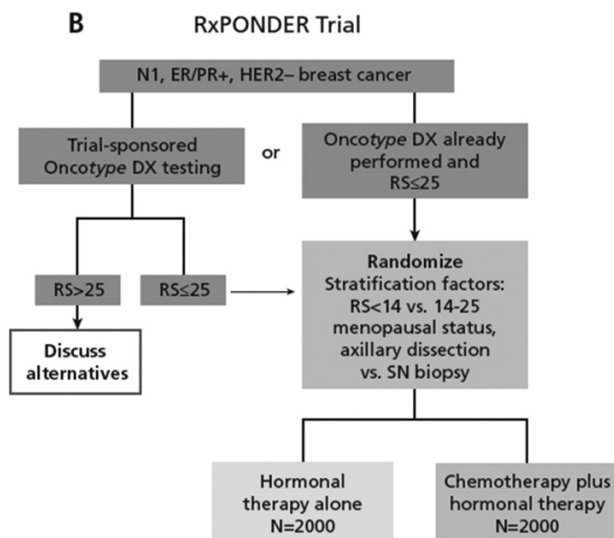 B
RxPONDER Trial
N1, ER/PR+, HER2– breast cancer
Trial-sponsored
Oncotype DX testing
or
Oncotype DX already
performed and
RS≤25
RS>25
RS≤25
Discuss
alternatives
Randomize
Stratification factors:
RS<14 vs. 14-25
menopausal status,
axillary dissection
vs. SN biopsy
Hormonal
therapy alone
N=2000
Chemotherapy plus
hormonal therapy
N=2000